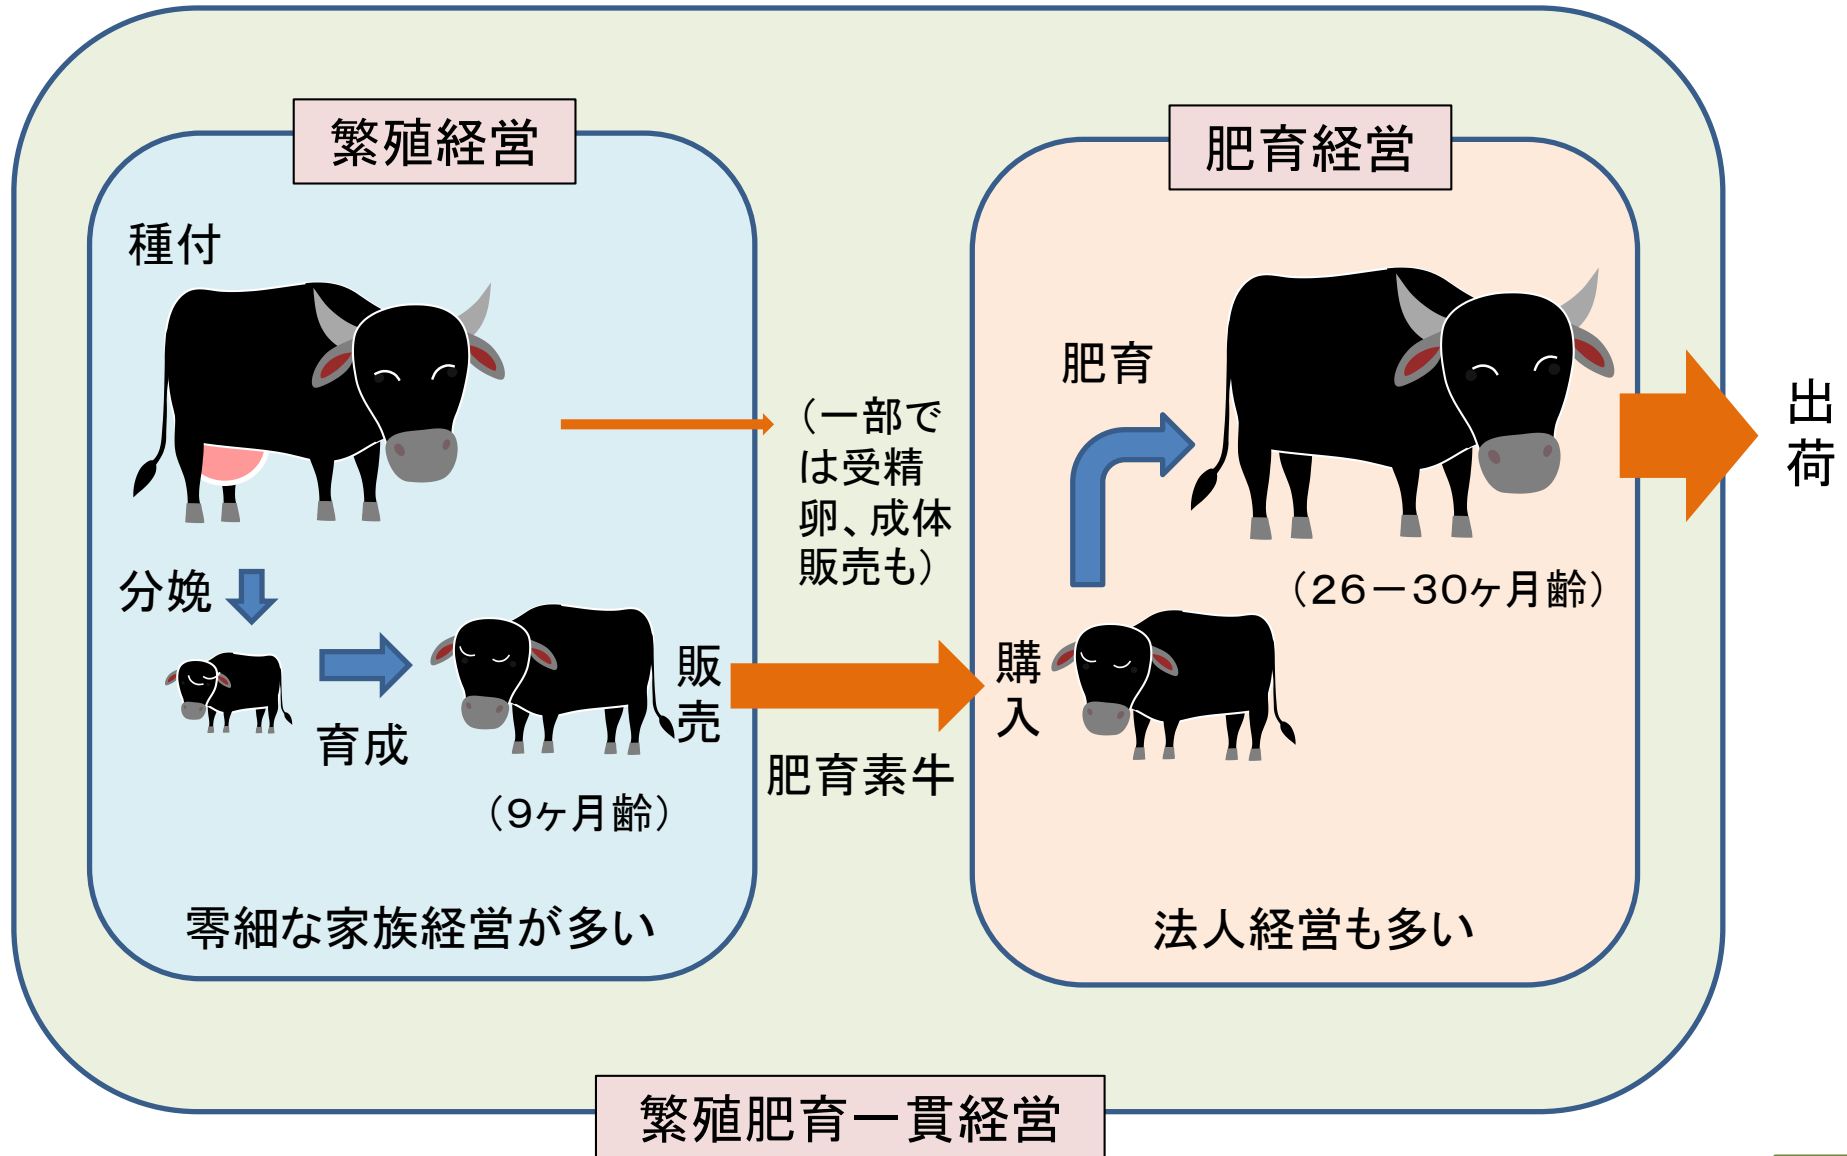 繁殖経営
種付
分娩
育成
(9ヶ月齢)
販売
零細な家族経営が多い
(一部で
は受精
卵、成体
販売も)
肥育素牛
肥育経営
購入
肥育
(26-30ヶ月齢)
法人経営も多い
出荷
繁殖肥育一貫経営